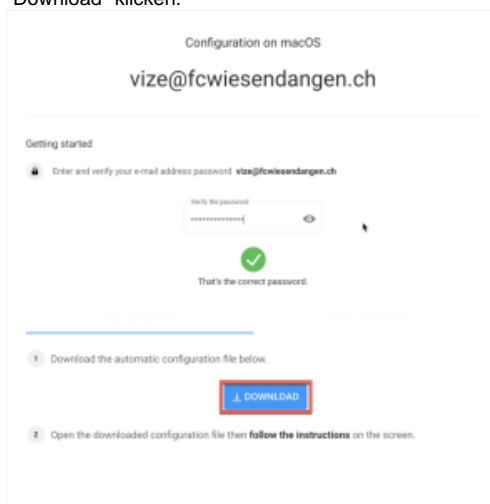 "Download" klicken.
Configuration on macOS
vize@fcwiesendangen.ch
Getting started
Enter and verify your e-mail address password vize@fcwiesendangen.ch
Verify the password
••••••••••••••
That's the correct password.
1 Download the automatic configuration file below.
DOWNLOAD
2 Open the downloaded configuration file then follow the instructions on the screen.